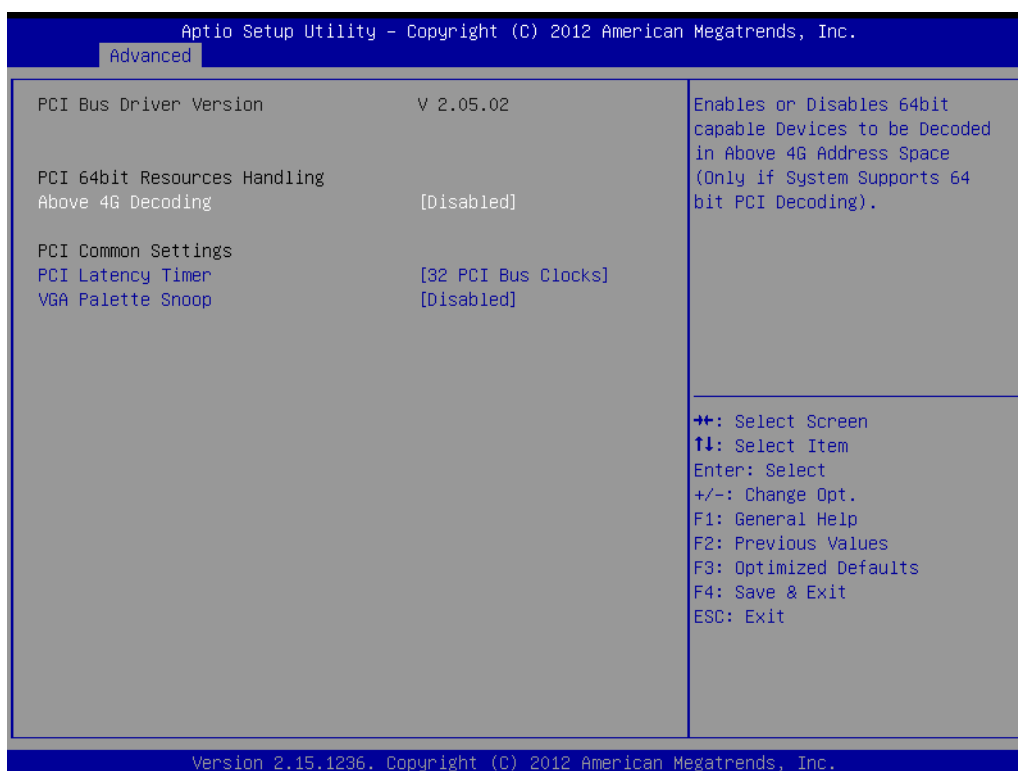 Aptio Setup Utility – Copyright (C) 2012 American Megatrends, Inc.
Advanced
PCI Bus Driver Version V 2.05.02
PCI 64bit Resources Handling
Above 4G Decoding [Disabled]
PCI Common Settings
PCI Latency Timer [32 PCI Bus Clocks]
VGA Palette Snoop [Disabled]
Enables or Disables 64bit
capable Devices to be Decoded
in Above 4G Address Space
(Only if System Supports 64
bit PCI Decoding).
→←: Select Screen
↑↓: Select Item
Enter: Select
+/-: Change Opt.
F1: General Help
F2: Previous Values
F3: Optimized Defaults
F4: Save & Exit
ESC: Exit
Version 2.15.1236. Copyright (C) 2012 American Megatrends, Inc.